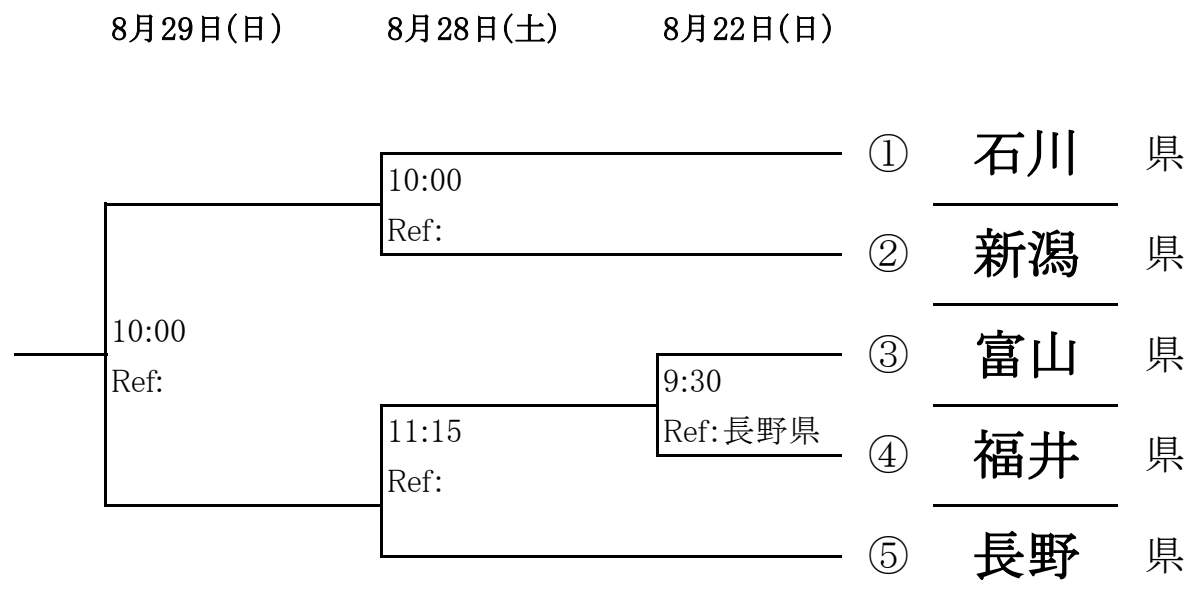 8月29日(日) 8月28日(土) 8月22日(日)
① 石川 県
10:00
Ref:
② 新潟 県
10:00
③ 富山 県
Ref:
9:30
11:15
Ref:長野県
④ 福井 県
Ref:
⑤ 長野 県